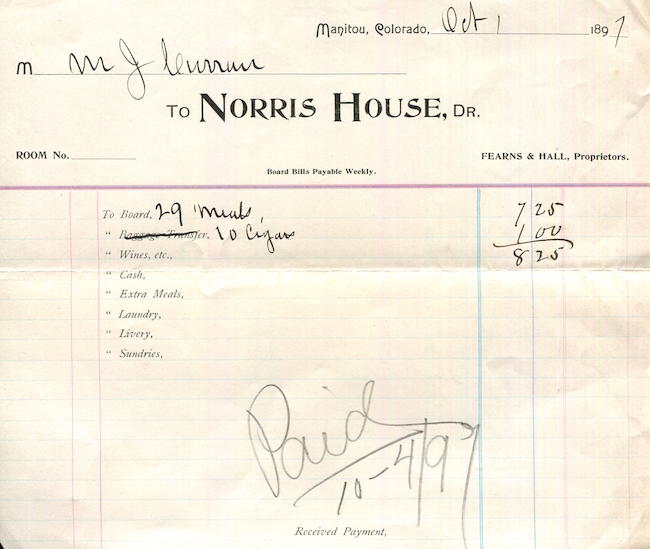 Manitou, Colorado, Oct 1 1897
M M J Curran
TO NORRIS HOUSE, DR.
ROOM No. FEARNS & HALL, Proprietors.
Board Bills Payable Weekly.
To Board, 29 Meals, 7 25
" Baggage Transfer, 10 Cigars 1 00
" Wines, etc., 8 25
" Cash,
" Extra Meals,
" Laundry,
" Livery,
" Sundries,
Paid
10-4/97
Received Payment,